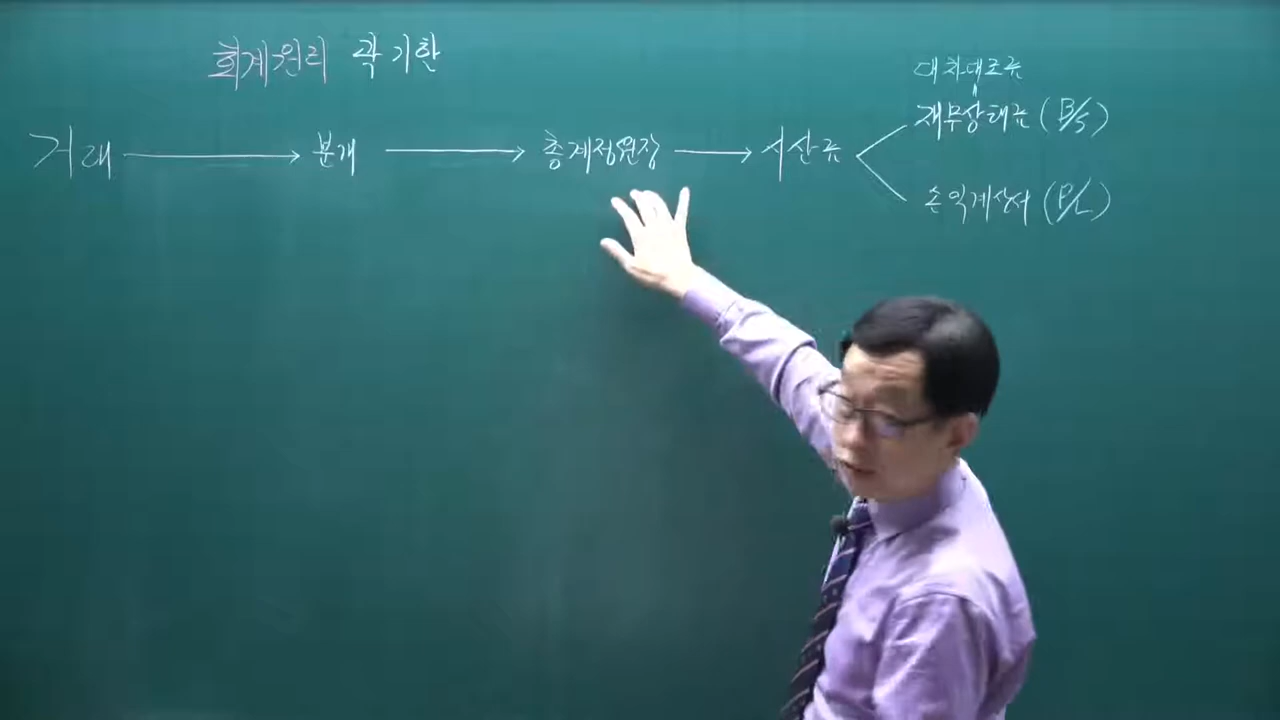 회계원리 곽기한
거래 → 분개 → 총계정원장 → 시산표
대차대조표
재무상태표 (B/S)
손익계산서 (P/L)